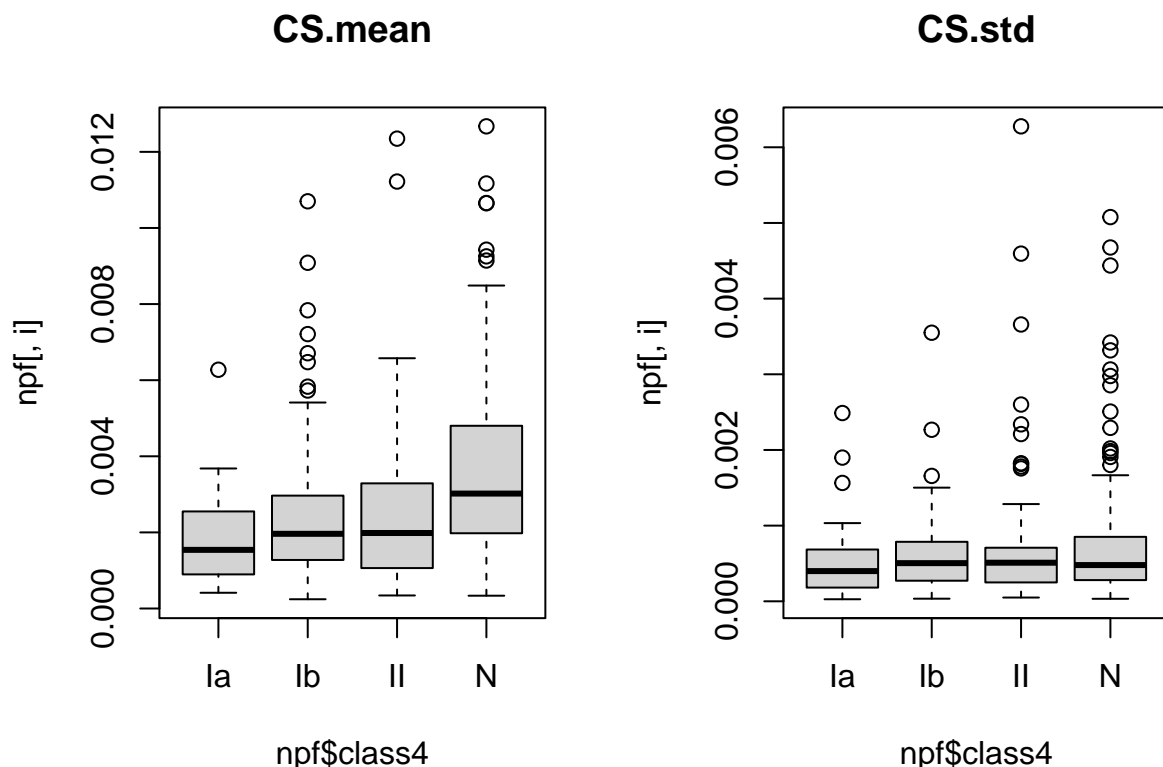 CS.mean
npf[, i]
0.012
0.008
0.004
0.000
Ia Ib II N
npf$class4
CS.std
npf[, i]
0.006
0.004
0.002
0.000
Ia Ib II N
npf$class4